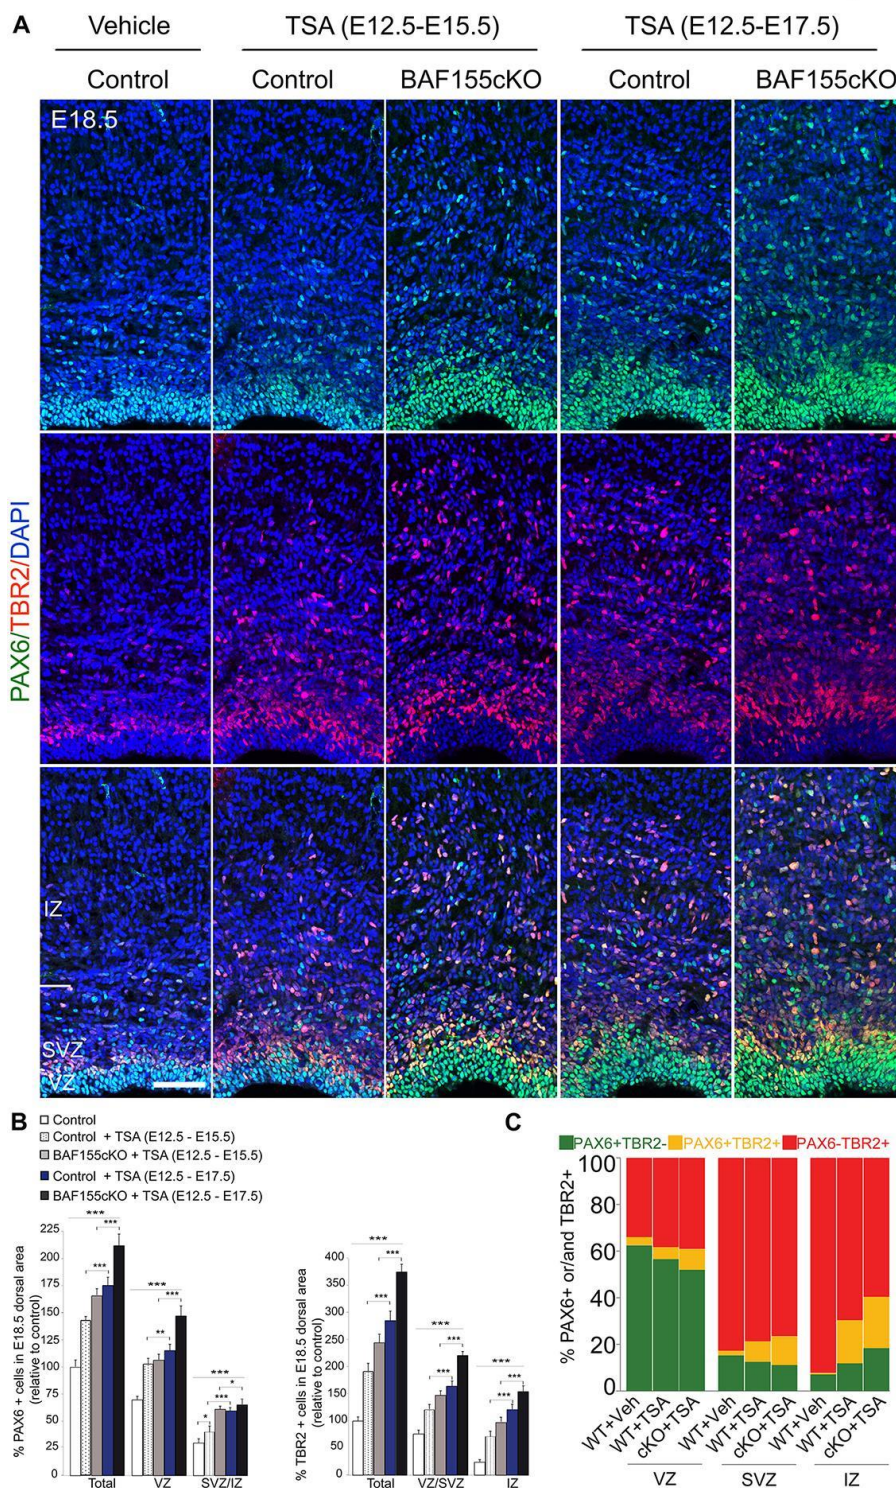 A
Vehicle TSA (E12.5-E15.5) TSA (E12.5-E17.5)
Control Control BAF155cKO Control BAF155cKO
E18.5
PAX6/TBR2/DAPI
IZ
SVZ
VZ
B
Control
Control + TSA (E12.5 - E15.5)
BAF155cKO + TSA (E12.5 - E15.5)
Control + TSA (E12.5 - E17.5)
BAF155cKO + TSA (E12.5 - E17.5)
% PAX6 + cells in E18.5 dorsal area
(relative to control)
225
200
175
150
125
100
75
50
25
0
***
***
***
***
***
**
***
*
***
*
Total VZ SVZ/IZ
% TBR2 + cells in E18.5 dorsal area
(relative to control)
400
350
300
250
200
150
100
100
50
0
***
***
***
***
***
***
***
***
***
Total VZ/SVZ IZ
C
PAX6+TBR2- PAX6+TBR2+ PAX6-TBR2+
% PAX6+ or/and TBR2+
100
80
60
40
20
0
WT+Veh WT+TSA cKO+TSA WT+Veh WT+TSA cKO+TSA WT+Veh WT+TSA cKO+TSA
VZ SVZ IZ